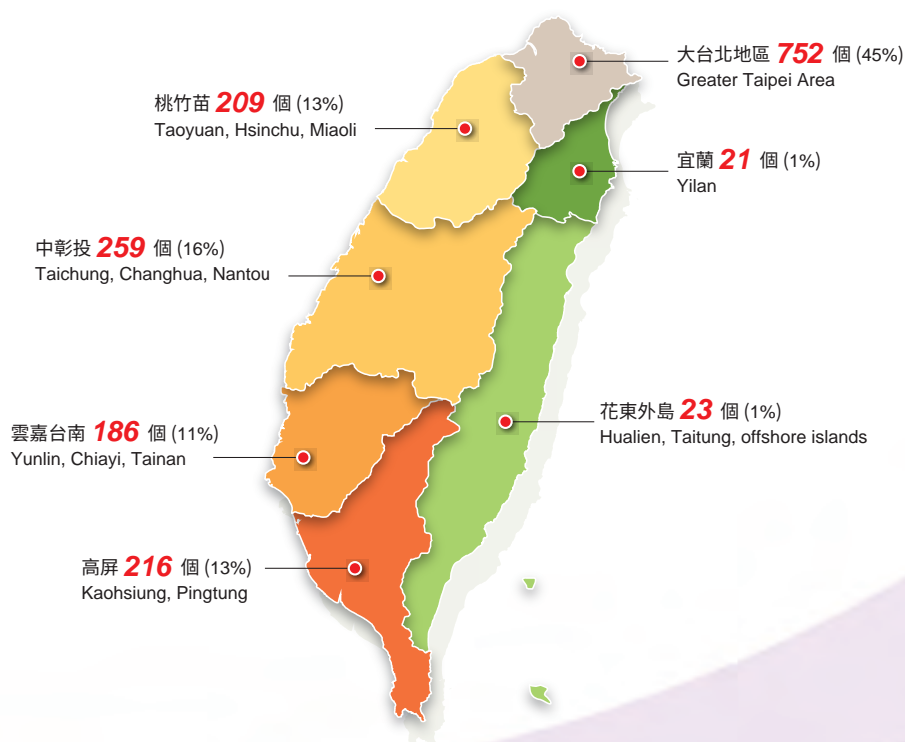 大台北地區 752 個 (45%)
Greater Taipei Area
桃竹苗 209 個 (13%)
Taoyuan, Hsinchu, Miaoli
宜蘭 21 個 (1%)
Yilan
中彰投 259 個 (16%)
Taichung, Changhua, Nantou
花東外島 23 個 (1%)
Hualien, Taitung, offshore islands
雲嘉台南 186 個 (11%)
Yunlin, Chiayi, Tainan
高屏 216 個 (13%)
Kaohsiung, Pingtung